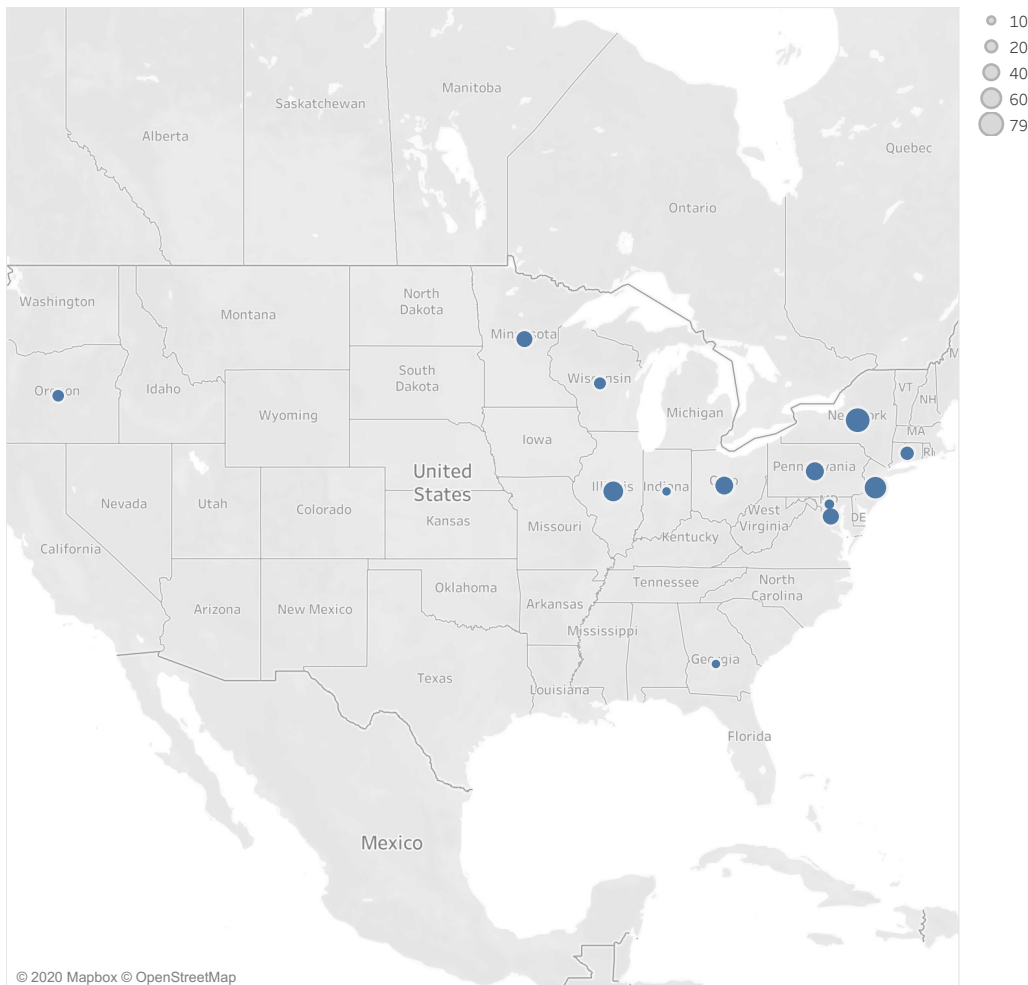 10
20
40
60
79
Manitoba
Saskatchewan
Alberta
Quebec
Ontario
Washington
North
Dakota
Montana
Minnesota
South
Dakota
Wisconsin
Oregon
Idaho
VT
NH
Wyoming
Michigan
New York
MA
Iowa
RI
Pennsylvania
United
States
Illinois
Indiana
Ohio
Nevada
Utah
Colorado
MD
West
Virginia
DE
Kansas
Missouri
Kentucky
California
Oklahoma
Tennessee
North
Carolina
Arizona
New Mexico
Arkansas
Mississippi
Georgia
Texas
Louisiana
Florida
Mexico
© 2020 Mapbox © OpenStreetMap